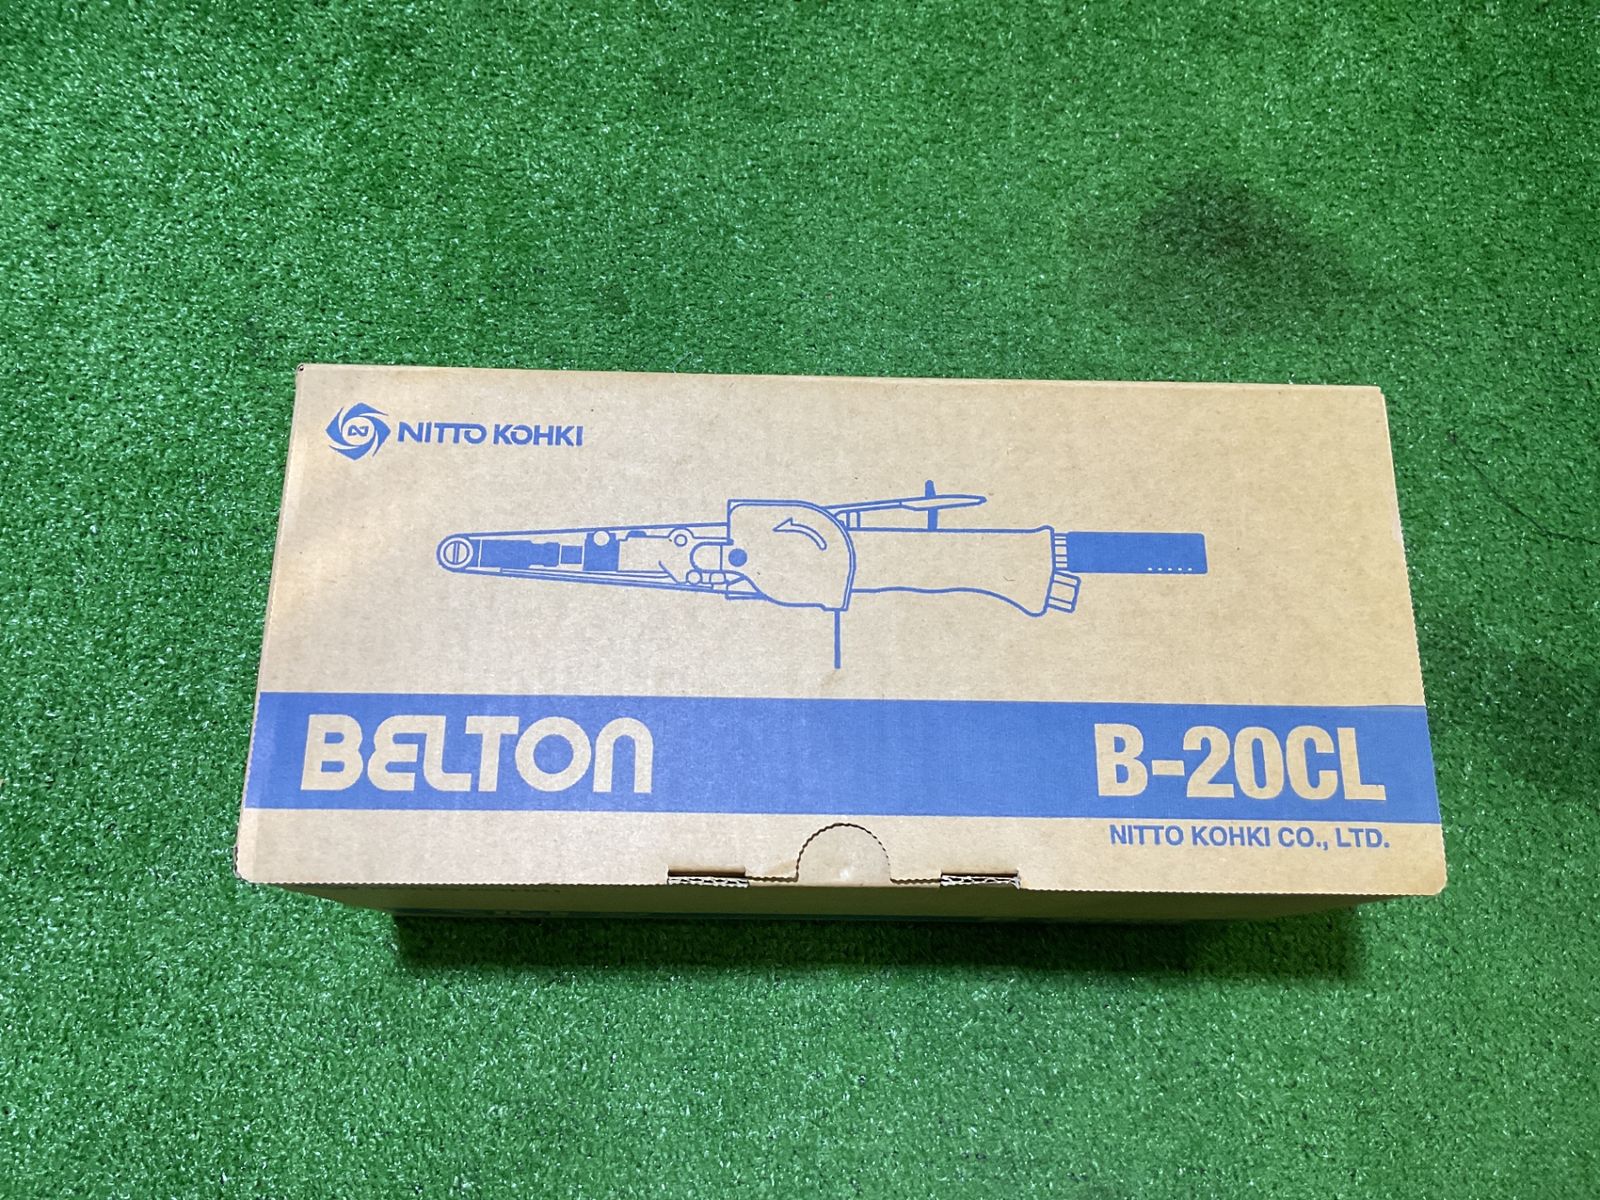 NITTO KOHKI
BELTON
B-20CL
NITTO KOHKI CO., LTD.